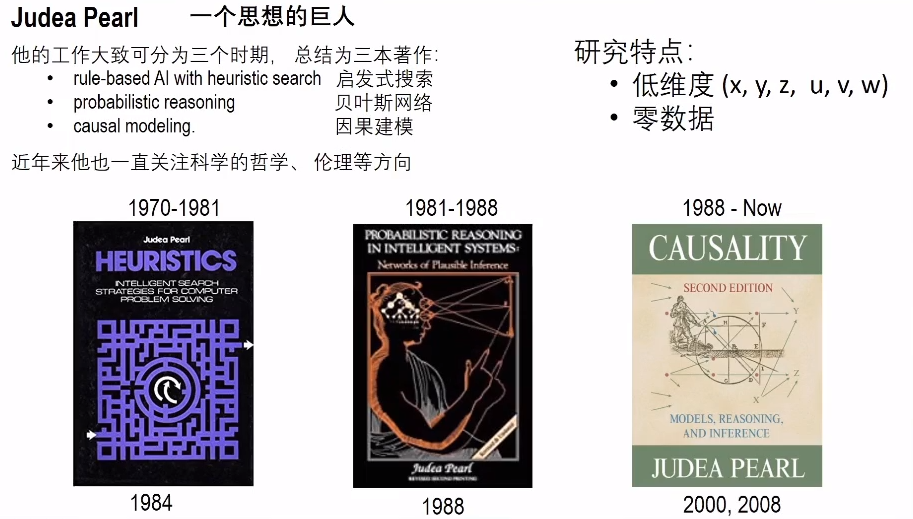 Judea Pearl 一个思想的巨人
他的工作大致可分为三个时期， 总结为三本著作：
• rule-based AI with heuristic search 启发式搜索
• probabilistic reasoning 贝叶斯网络
• causal modeling. 因果建模
近年来他也一直关注科学的哲学、 伦理等方向
研究特点：
• 低维度 (x, y, z, u, v, w)
• 零数据
1970-1981
Judea Pearl
HEURISTICS
INTELLIGENT SEARCH
STRATEGIES FOR COMPUTER
PROBLEM SOLVING
1984
1981-1988
PROBABILISTIC REASONING
IN INTELLIGENT SYSTEMS:
Networks of Plausible Inference
Revised & Updated
Judea Pearl
REVISED SECOND PRINTING
1988
1988 - Now
CAUSALITY
SECOND EDITION
Y
Z
X
MODELS, REASONING,
AND INFERENCE
JUDEA PEARL
2000, 2008